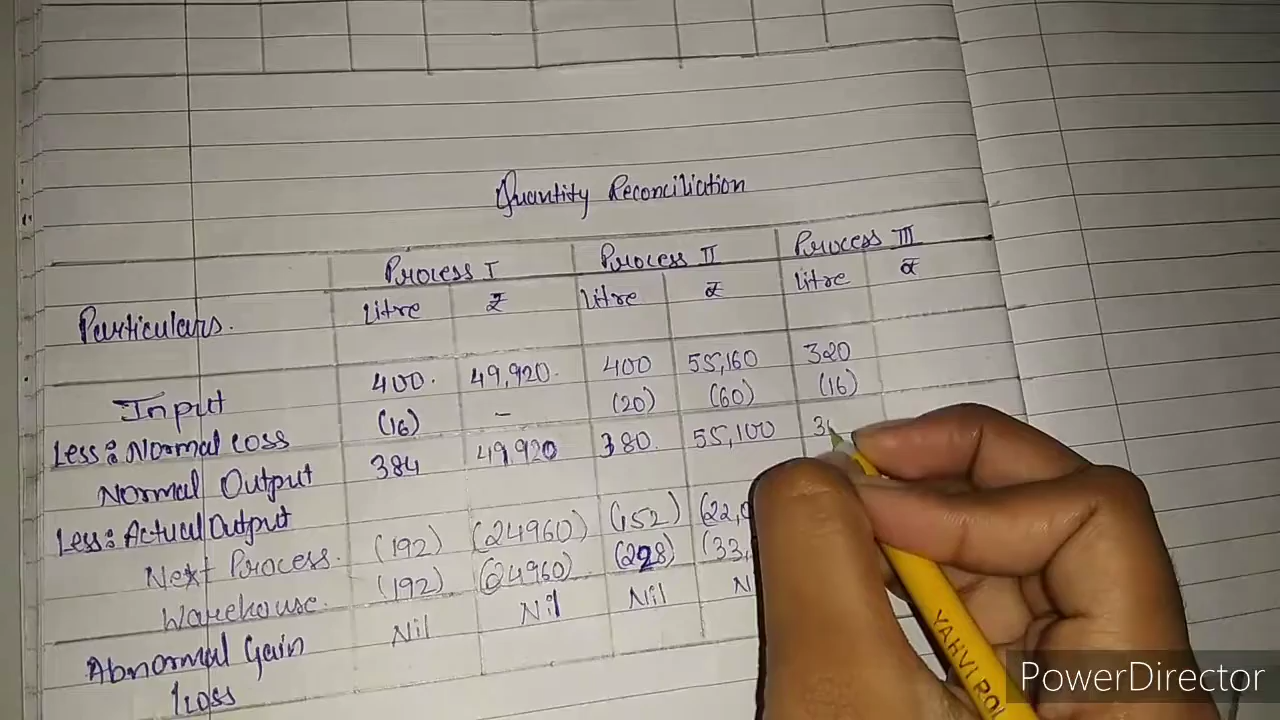 Quantity Reconciliation
Process I Process II Process III
Particulars. Litre ₹ Litre ₹ Litre ₹
Input 400. 49,920. 400 55,160 320
Less: Normal Loss (16) - (20) (60) (16)
Normal Output 384 49,920 380. 55,100
Less: Actual Output
Next Process. (192) (24960) (152)
Warehouse. (192) (24960) (228)
Abnormal Gain Nil Nil Nil
/Loss
YAHVI
PowerDirector